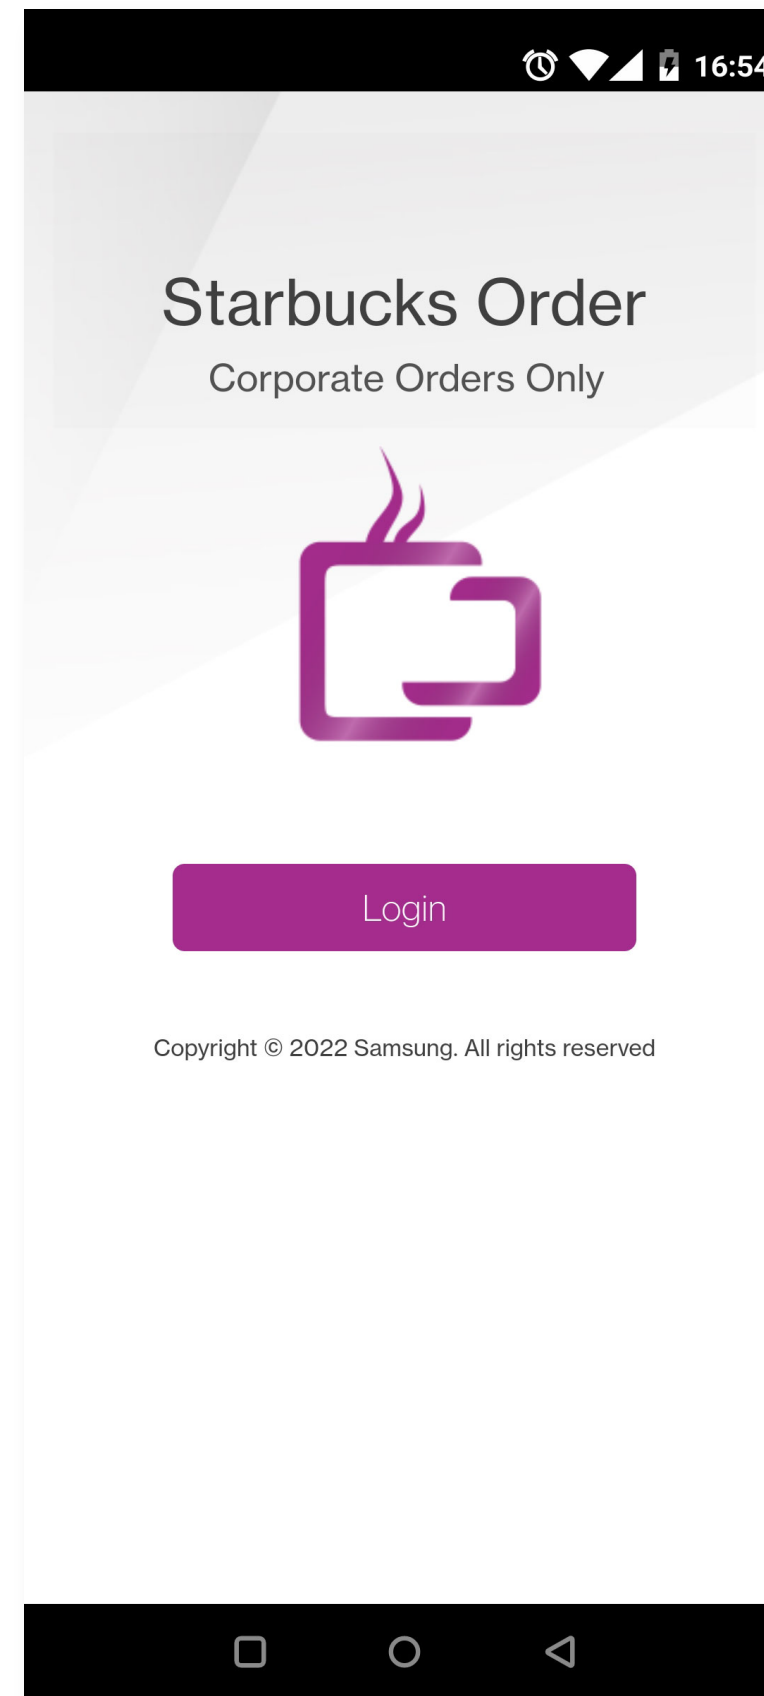 16:54
Starbucks Order
Corporate Orders Only
Login
Copyright © 2022 Samsung. All rights reserved